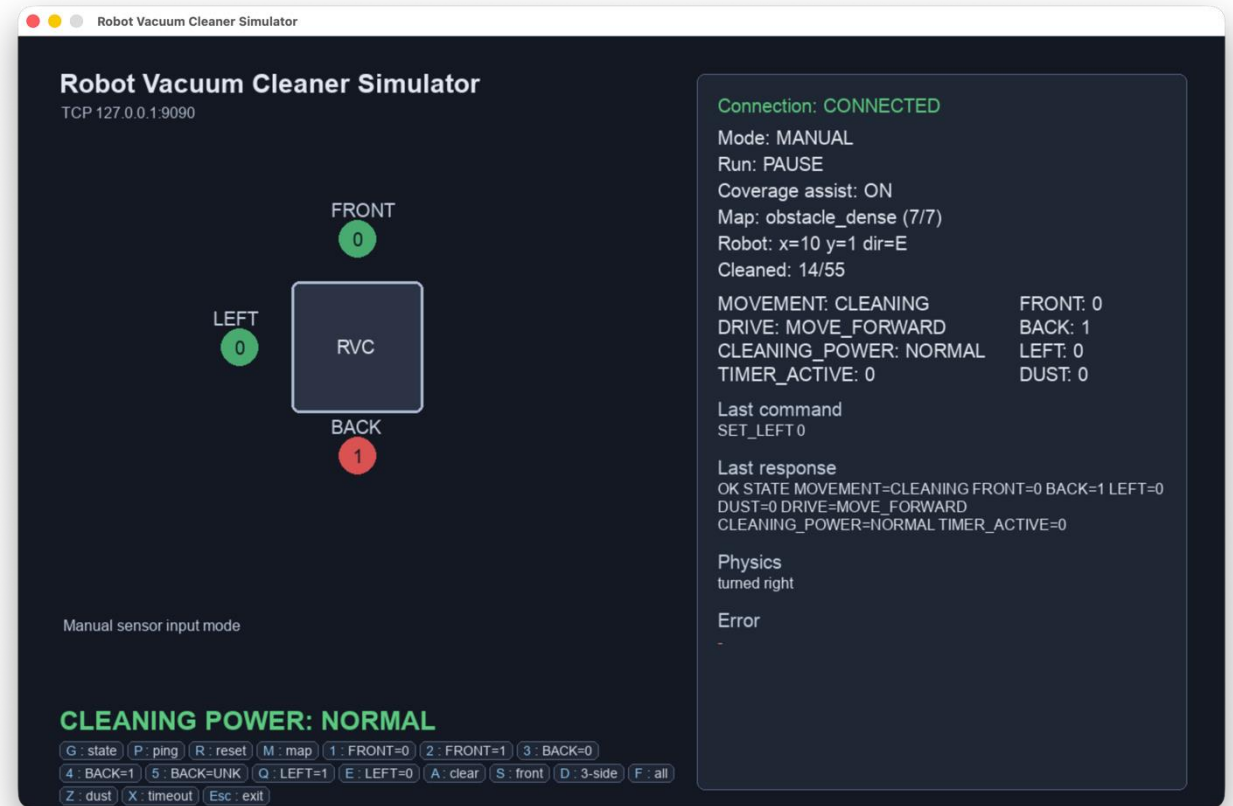 Robot Vacuum Cleaner Simulator
Robot Vacuum Cleaner Simulator
TCP 127.0.0.1:9090
FRONT
0
LEFT
0
RVC
BACK
1
Manual sensor input mode
CLEANING POWER: NORMAL
G : state P : ping R : reset M : map 1 : FRONT=0 2 : FRONT=1 3 : BACK=0
4 : BACK=1 5 : BACK=UNK Q : LEFT=1 E : LEFT=0 A : clear S : front D : 3-side F : all
Z : dust X : timeout Esc : exit
Connection: CONNECTED
Mode: MANUAL
Run: PAUSE
Coverage assist: ON
Map: obstacle_dense (7/7)
Robot: x=10 y=1 dir=E
Cleaned: 14/55
MOVEMENT: CLEANING FRONT: 0
DRIVE: MOVE_FORWARD BACK: 1
CLEANING_POWER: NORMAL LEFT: 0
TIMER_ACTIVE: 0 DUST: 0
Last command
SET_LEFT 0
Last response
OK STATE MOVEMENT=CLEANING FRONT=0 BACK=1 LEFT=0
DUST=0 DRIVE=MOVE_FORWARD
CLEANING_POWER=NORMAL TIMER_ACTIVE=0
Physics
turned right
Error
-